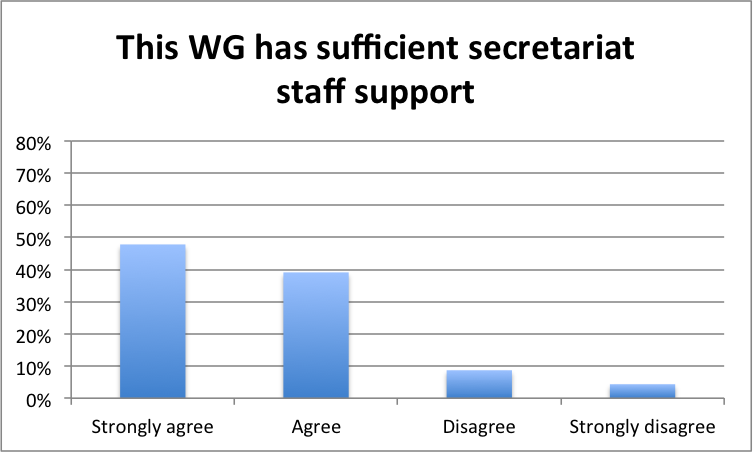 This WG has sufficient secretariat
staff support
80%
70%
60%
50%
40%
30%
20%
10%
0%
Strongly agree
Agree
Disagree
Strongly disagree